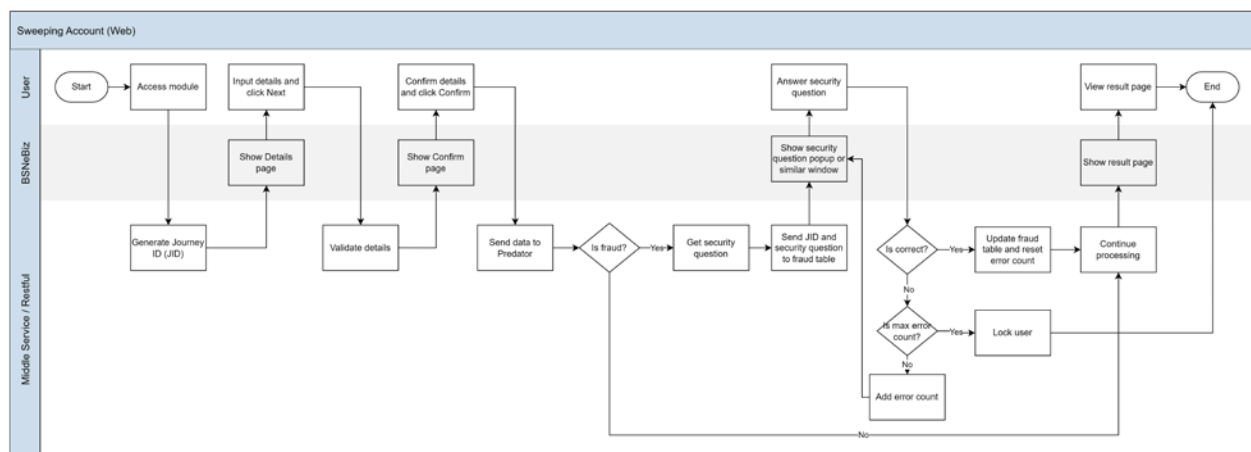 Sweeping Account (Web)
User
Start
Access module
Input details and
click Next
Confirm details
and click Confirm
Answer security
question
View result page
End
BSNeBiz
Show Details
page
Show Confirm
page
Show security
question popup or
similar window
Show result page
Middle Service / Restful
Generate Journey
ID (JID)
Validate details
Send data to
Predator
Is fraud?
Yes
Get security
question
Send JID and
security question
to fraud table
Is correct?
Yes
Update fraud
table and reset
error count
Continue
processing
No
Is max error
count?
Yes
Lock user
No
Add error count
No